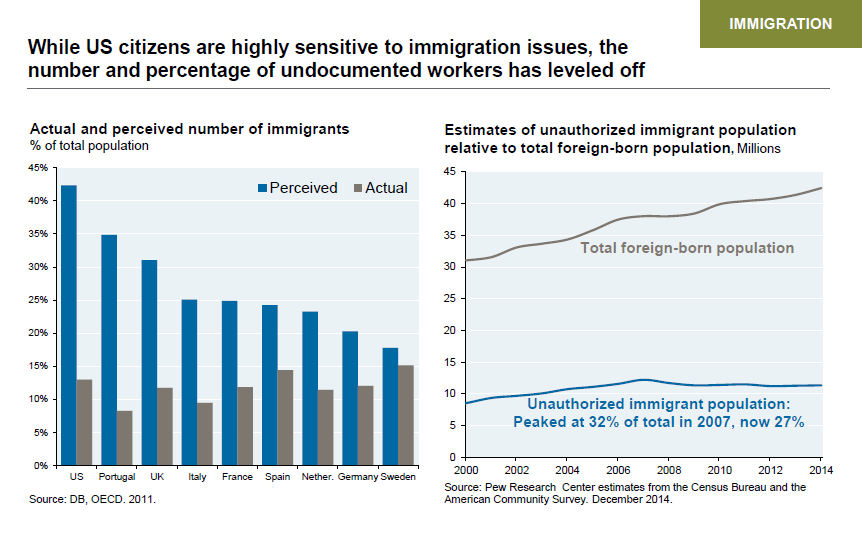 IMMIGRATION
While US citizens are highly sensitive to immigration issues, the
number and percentage of undocumented workers has leveled off
Actual and perceived number of immigrants
% of total population
45%
40%
35%
30%
25%
20%
15%
10%
5%
0%
Perceived Actual
US Portugal UK Italy France Spain Nether. Germany Sweden
Source: DB, OECD. 2011.
Estimates of unauthorized immigrant population
relative to total foreign-born population, Millions
45
40
35
30
25
20
15
10
5
0
Total foreign-born population
Unauthorized immigrant population:
Peaked at 32% of total in 2007, now 27%
2000 2002 2004 2006 2008 2010 2012 2014
Source: Pew Research Center estimates from the Census Bureau and the
American Community Survey. December 2014.